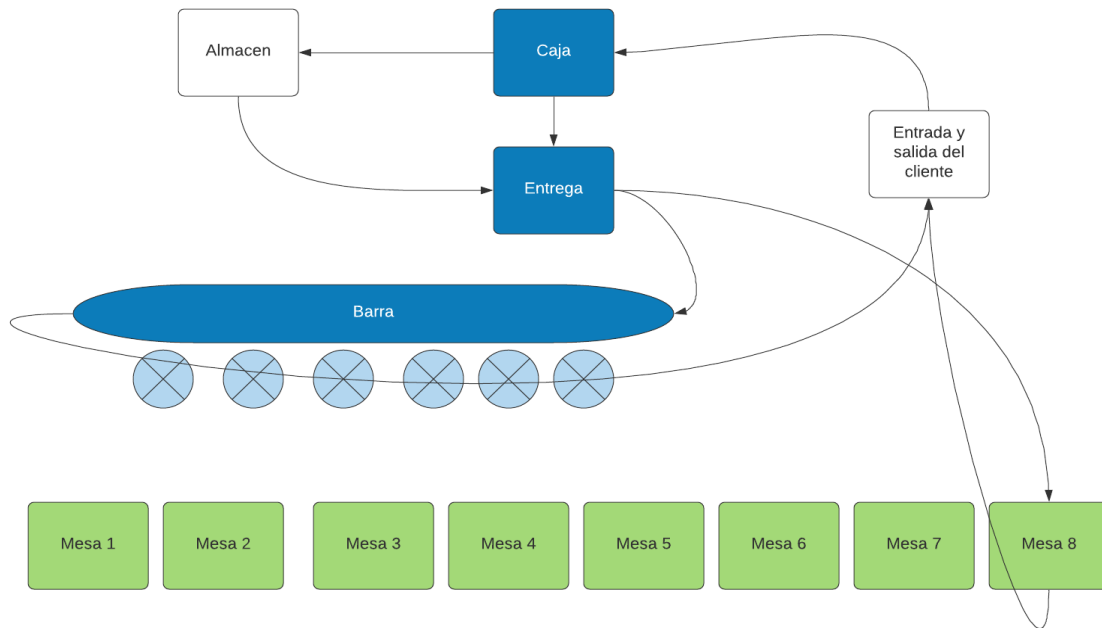 Almacen
Caja
Entrada y
salida del
cliente
Entrega
Barra
Mesa 1
Mesa 2
Mesa 3
Mesa 4
Mesa 5
Mesa 6
Mesa 7
Mesa 8